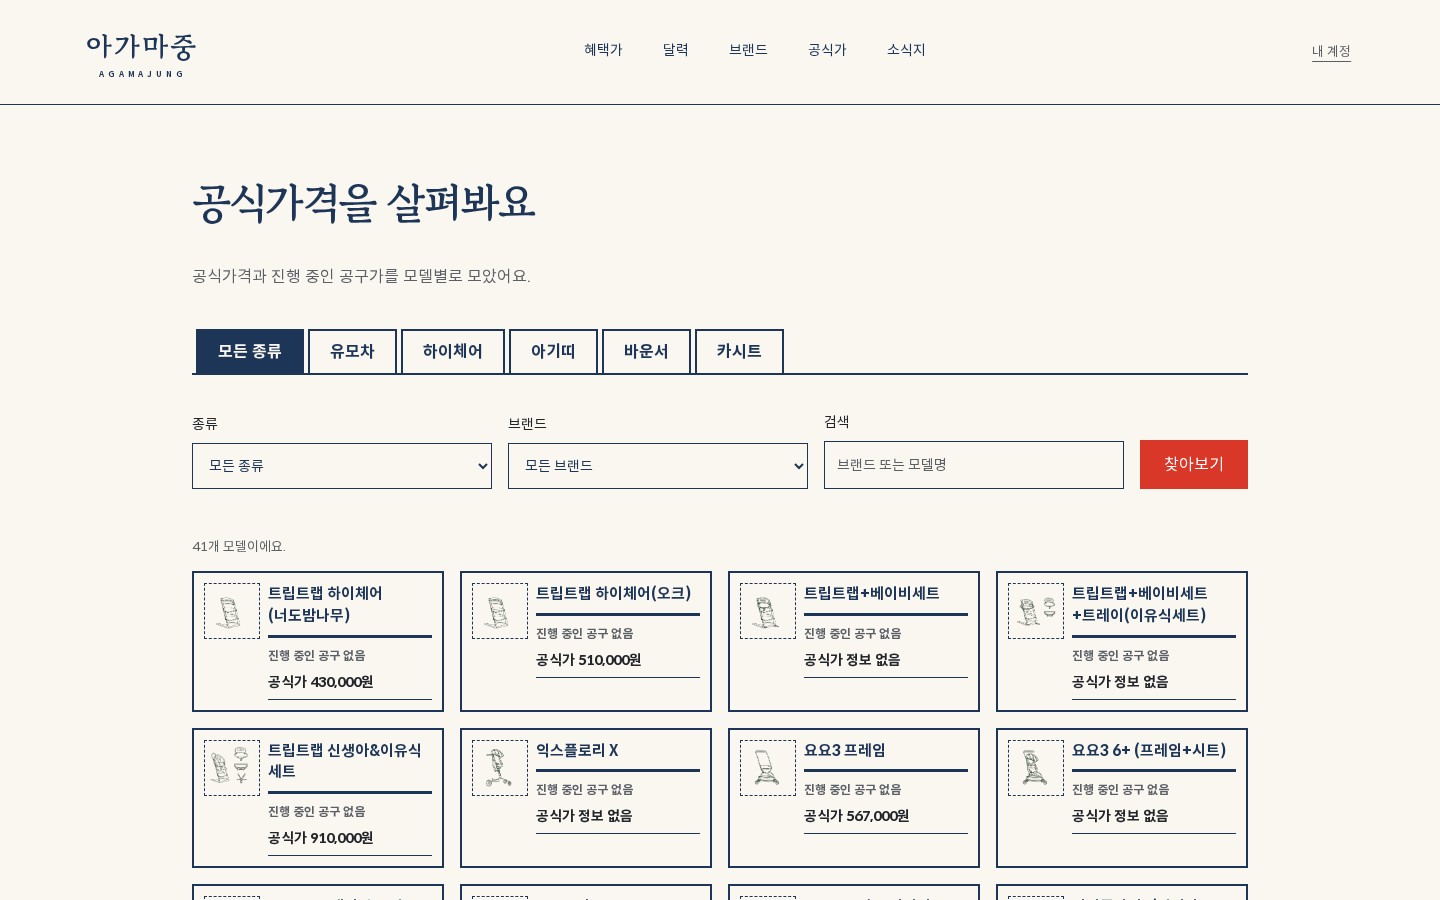 아가마중
AGAMAJUNG
혜택가
달력
브랜드
공식가
소식지
내 계정
공식가격을 살펴봐요
공식가격과 진행 중인 공구가를 모델별로 모았어요.
모든 종류
유모차
하이체어
아기띠
바운서
카시트
종류
모든 종류
브랜드
모든 브랜드
검색
브랜드 또는 모델명
찾아보기
41개 모델이에요.
트립트랩 하이체어
(너도밤나무)
진행 중인 공구 없음
공식가 430,000원
트립트랩 하이체어(오크)
진행 중인 공구 없음
공식가 510,000원
트립트랩+베이비세트
진행 중인 공구 없음
공식가 정보 없음
트립트랩+베이비세트
+트레이(이유식세트)
진행 중인 공구 없음
공식가 정보 없음
트립트랩 신생아&이유식
세트
진행 중인 공구 없음
공식가 910,000원
익스플로리 X
진행 중인 공구 없음
공식가 정보 없음
요요3 프레임
진행 중인 공구 없음
공식가 567,000원
요요3 6+ (프레임+시트)
진행 중인 공구 없음
공식가 정보 없음